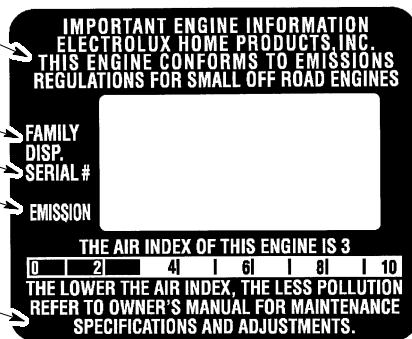 IMPORTANT ENGINE INFORMATION
ELECTROLUX HOME PRODUCTS,INC.
THIS ENGINE CONFORMS TO EMISSIONS
REGULATIONS FOR SMALL OFF ROAD ENGINES
FAMILY
DISP.
SERIAL #
EMISSION
THE AIR INDEX OF THIS ENGINE IS 3
0 2 4 6 8 10
THE LOWER THE AIR INDEX, THE LESS POLLUTION
REFER TO OWNER'S MANUAL FOR MAINTENANCE
SPECIFICATIONS AND ADJUSTMENTS.